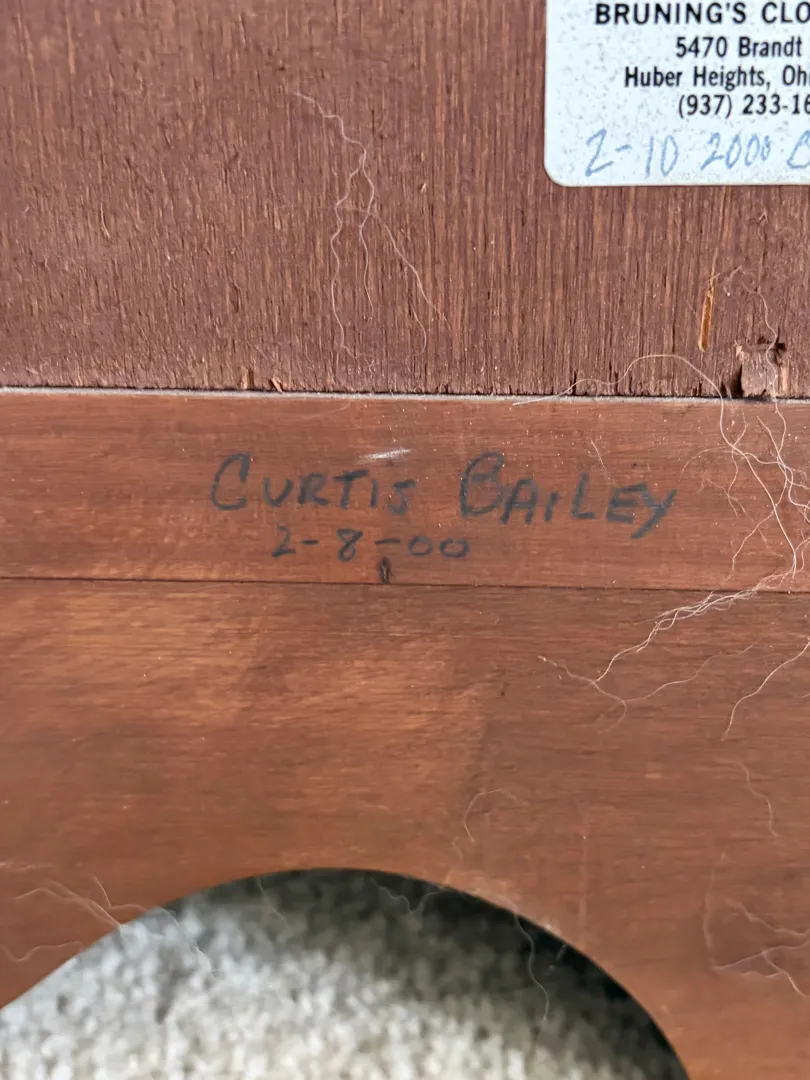 BRUNING'S CLO
5470 Brandt
Huber Heights, Oh
(937) 233-16
2-10 2000
CURTIS BAILEY
2-8-00